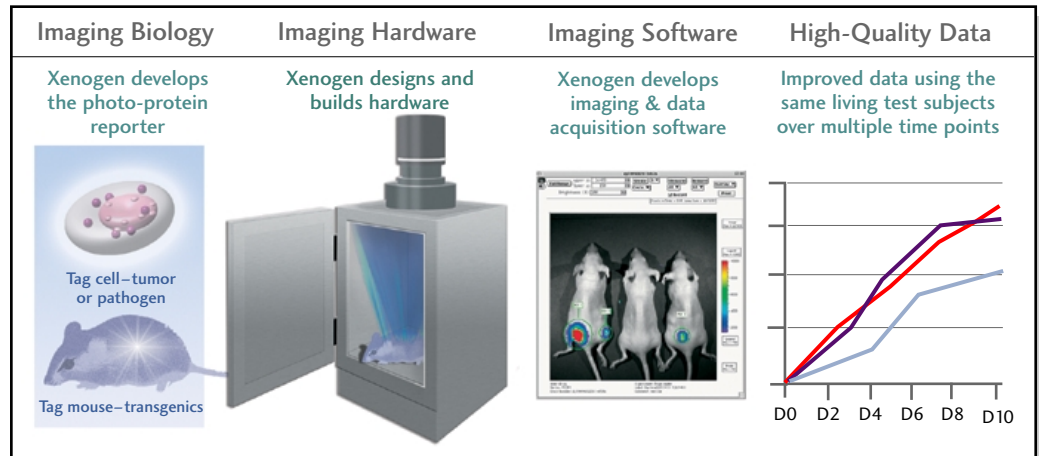 Imaging Biology
Imaging Hardware
Imaging Software
High-Quality Data
Xenogen develops
the photo-protein
reporter
Xenogen designs and
builds hardware
Xenogen develops
imaging & data
acquisition software
Improved data using the
same living test subjects
over multiple time points
Tag cell–tumor
or pathogen
Tag mouse–transgenics
D0 D2 D4 D6 D8 D10